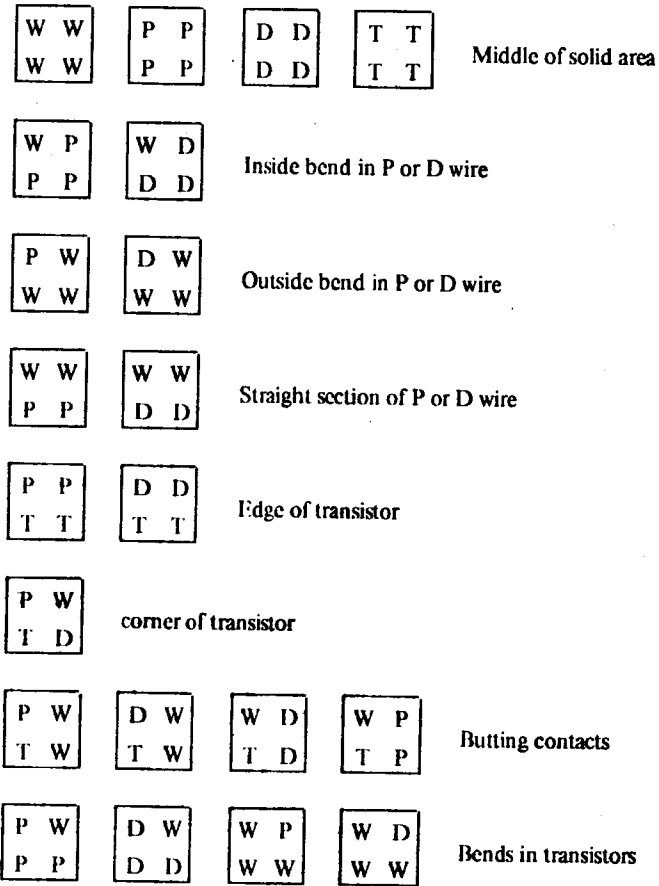 W W P P D D T T
W W P P D D T T Middle of solid area
W P W D
P P D D Inside bend in P or D wire
P W D W
W W W W Outside bend in P or D wire
W W W W
P P D D Straight section of P or D wire
P P D D
T T T T Edge of transistor
P W
T D corner of transistor
P W D W W D W P
T W T W T D T P Butting contacts
P W D W W P W D
P P D D W W W W Bends in transistors